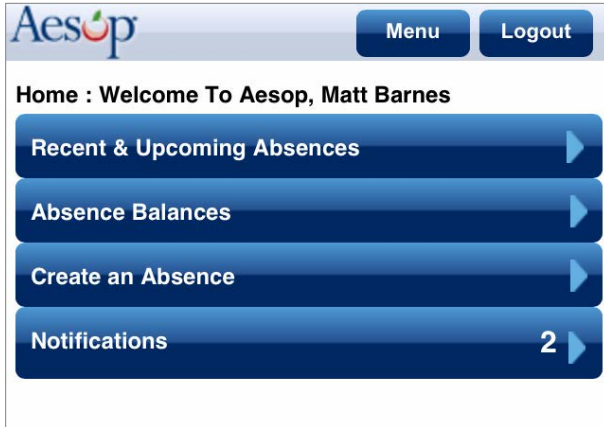 Aesop
Menu
Logout
Home : Welcome To Aesop, Matt Barnes
Recent & Upcoming Absences
Absence Balances
Create an Absence
Notifications 2